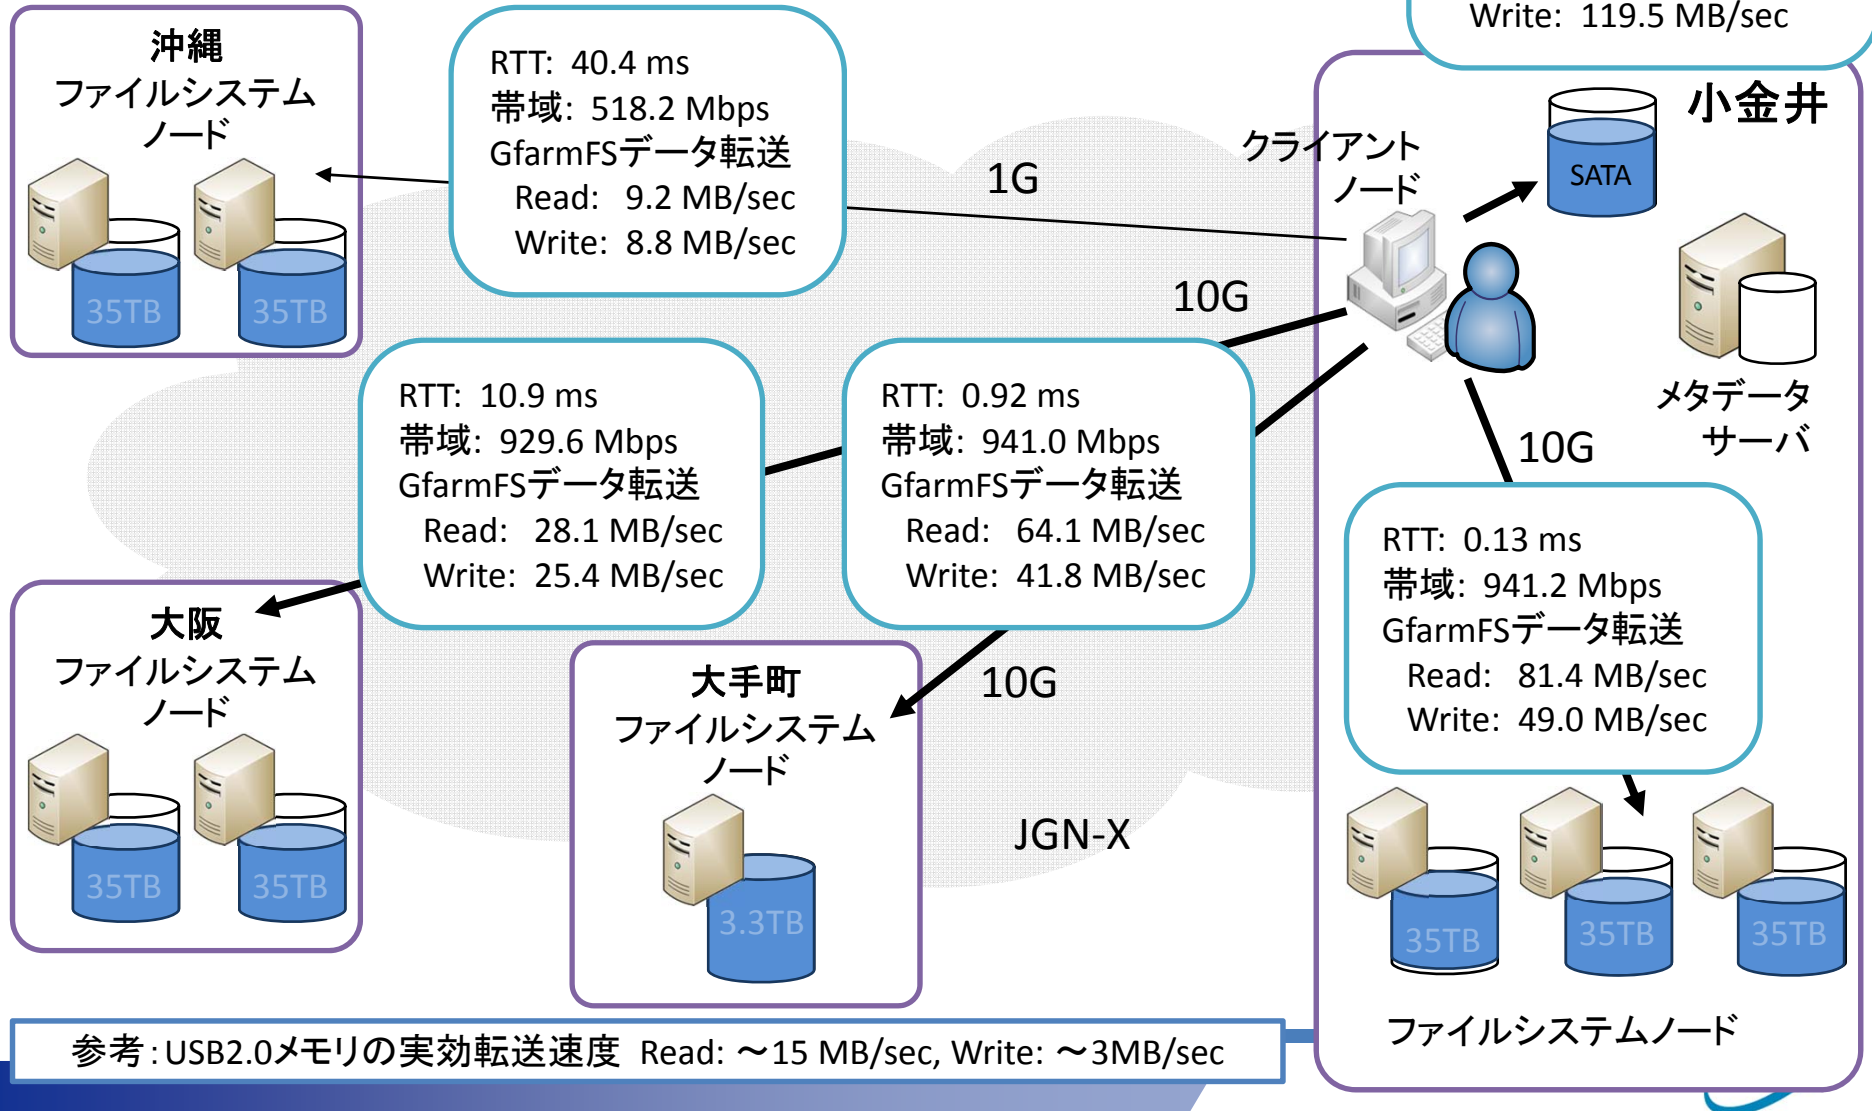 Write: 119.5 MB/sec
沖縄
ファイルシステム
ノード
35TB
35TB
RTT: 40.4 ms
帯域: 518.2 Mbps
GfarmFSデータ転送
Read: 9.2 MB/sec
Write: 8.8 MB/sec
1G
小金井
クライアント
ノード
SATA
メタデータ
サーバ
10G
RTT: 10.9 ms
帯域: 929.6 Mbps
GfarmFSデータ転送
Read: 28.1 MB/sec
Write: 25.4 MB/sec
RTT: 0.92 ms
帯域: 941.0 Mbps
GfarmFSデータ転送
Read: 64.1 MB/sec
Write: 41.8 MB/sec
10G
RTT: 0.13 ms
帯域: 941.2 Mbps
GfarmFSデータ転送
Read: 81.4 MB/sec
Write: 49.0 MB/sec
大阪
ファイルシステム
ノード
35TB
35TB
大手町
ファイルシステム
ノード
3.3TB
10G
JGN-X
35TB
35TB
35TB
ファイルシステムノード
参考：USB2.0メモリの実効転送速度 Read: ～15 MB/sec, Write: ～3MB/sec